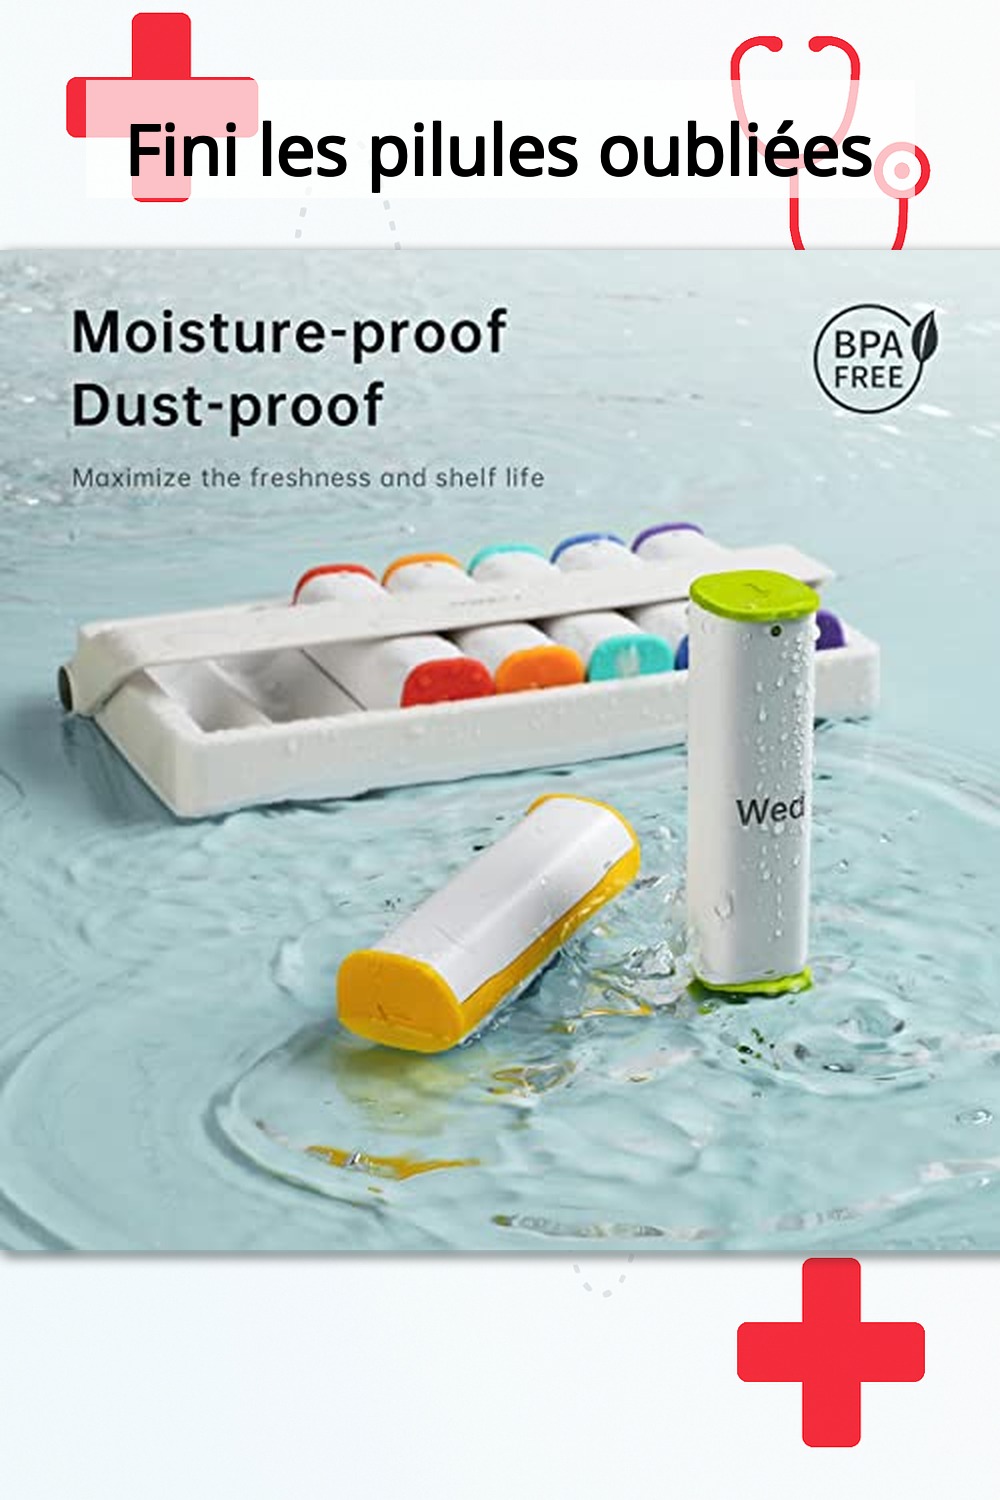 Fini les pilules oubliées
Moisture-proof
Dust-proof
Maximize the freshness and shelf life
BPA
FREE
Wed